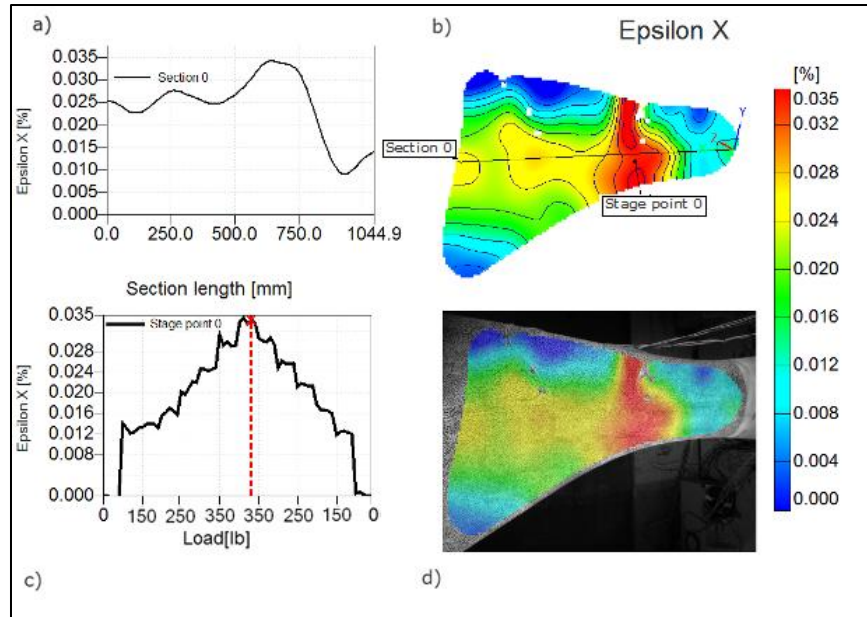 a)
0.035
0.030
0.025
0.020
0.015
0.010
0.005
0.000
Epsilon X [%]
Section 0
0.0
250.0
500.0
750.0
1044.9
Section length [mm]
b)
Epsilon X
Section 0
Stage point 0
Y
Z
[%]
0.035
0.032
0.028
0.024
0.020
0.016
0.012
0.008
0.004
0.000
0.035
0.028
0.024
0.020
0.016
0.012
0.000
Epsilon X [%]
Stage point 0
0 150 250 350 350 250 150 0
Load[lb]
c)
d)